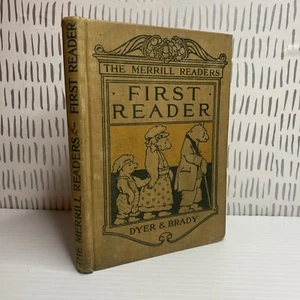 THE MERRILL READERS
· FIRST ·
READER
DYER & BRADY
THE MERRILL READERS FIRST READER